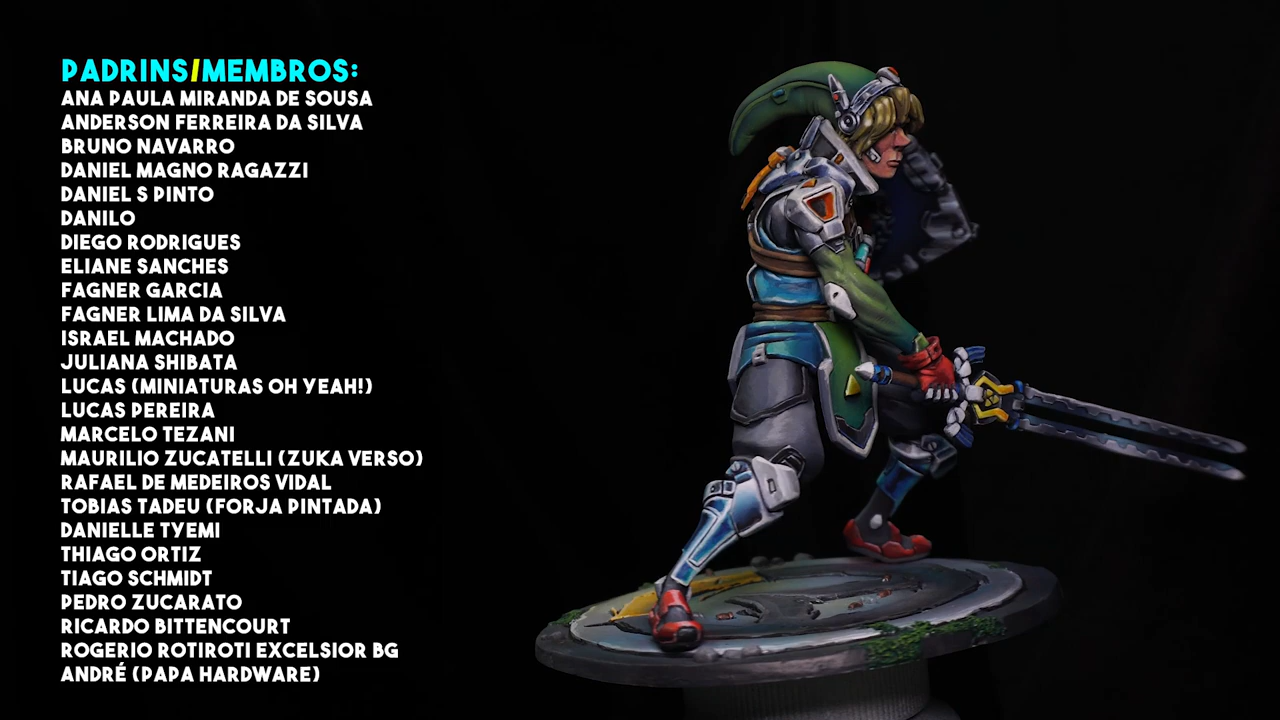 PADRINS/MEMBROS:
ANA PAULA MIRANDA DE SOUSA
ANDERSON FERREIRA DA SILVA
BRUNO NAVARRO
DANIEL MAGNO RAGAZZI
DANIEL S PINTO
DANILO
DIEGO RODRIGUES
ELIANE SANCHES
FAGNER GARCIA
FAGNER LIMA DA SILVA
ISRAEL MACHADO
JULIANA SHIBATA
LUCAS (MINIATURAS OH YEAH!)
LUCAS PEREIRA
MARCELO TEZANI
MAURILIO ZUCATELLI (ZUKA VERSO)
RAFAEL DE MEDEIROS VIDAL
TOBIAS TADEU (FORJA PINTADA)
DANIELLE TYEMI
THIAGO ORTIZ
TIAGO SCHMIDT
PEDRO ZUCARATO
RICARDO BITTENCOURT
ROGERIO ROTIROTI EXCELSIOR BG
ANDRÉ (PAPA HARDWARE)